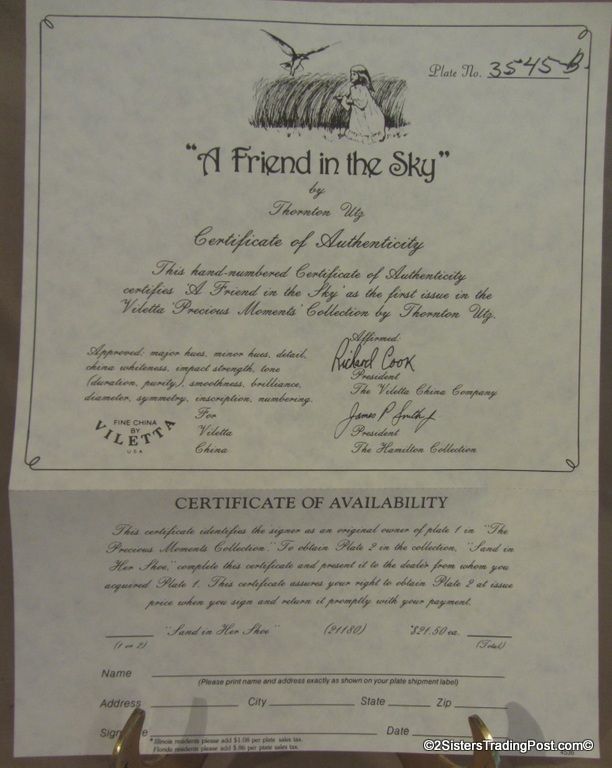 Plate No. 3545 B.
"A Friend in the Sky"
by
Thornton Utz
Certificate of Authenticity
This hand-numbered Certificate of Authenticity
certifies 'A Friend in the Sky' as the first issue in the
Viletta 'Precious Moments' Collection by Thornton Utz.
Approved: major hues, minor hues, detail,
china whiteness, impact strength, tone
(duration, purity), smoothness, brilliance,
diameter, symmetry, inscription, numbering.
For
Viletta
China
FINE CHINA
BY
VILETTA
USA
Affirmed:
Richard Cook
President
The Viletta China Company
James P. Smith, Jr
President
The Hamilton Collection
CERTIFICATE OF AVAILABILITY
This certificate identifies the signer as an original owner of plate 1 in "The
Precious Moments Collection." To obtain Plate 2 in the collection, "Sand in
Her Shoe," complete this certificate and present it to the dealer from whom you
acquired Plate 1. This certificate assures your right to obtain Plate 2 at issue
price when you sign and return it promptly with your payment.
"Sand in Her Shoe" (21180) $21.50 ea.
(1 or 2) (Total)
Name
(Please print name and address exactly as shown on your plate shipment label)
Address City State Zip
Signature Date
*Illinois residents please add $1.08 per plate sales tax.
Florida residents please add $.86 per plate sales tax.
©2SistersTradingPost.com®